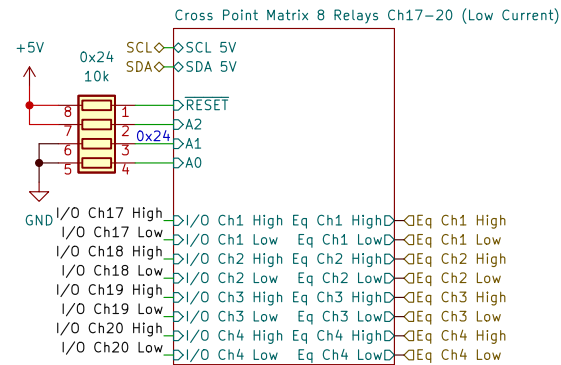 Cross Point Matrix 8 Relays Ch17-20 (Low Current)
+5V
0x24
10k
SCL SCL 5V
SDA SDA 5V
8 1 RESET
7 2 A2
0x24
6 3 A1
5 4 A0
GND
I/O Ch17 High I/O Ch1 High Eq Ch1 High Eq Ch1 High
I/O Ch17 Low I/O Ch1 Low Eq Ch1 Low Eq Ch1 Low
I/O Ch18 High I/O Ch2 High Eq Ch2 High Eq Ch2 High
I/O Ch18 Low I/O Ch2 Low Eq Ch2 Low Eq Ch2 Low
I/O Ch19 High I/O Ch3 High Eq Ch3 High Eq Ch3 High
I/O Ch19 Low I/O Ch3 Low Eq Ch3 Low Eq Ch3 Low
I/O Ch20 High I/O Ch4 High Eq Ch4 High Eq Ch4 High
I/O Ch20 Low I/O Ch4 Low Eq Ch4 Low Eq Ch4 Low